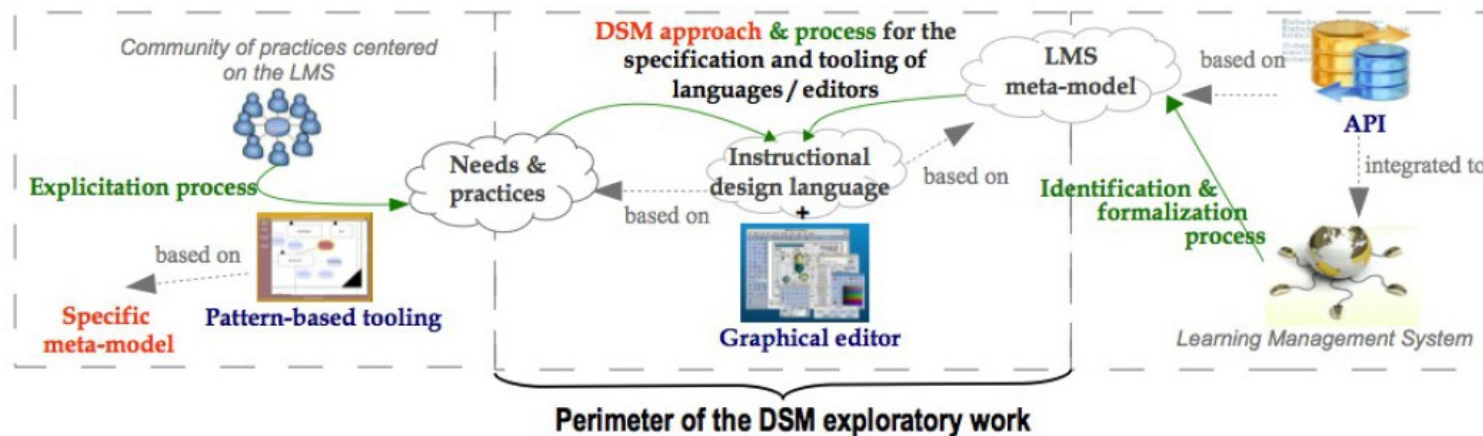 Community of practices centered
on the LMS
Explicitation process
based on
Specific
meta-model
Pattern-based tooling
Needs &
practices
DSM approach & process for the
specification and tooling of
languages / editors
based on
Instructional
design language
+
Graphical editor
based on
LMS
meta-model
based on
API
integrated to
Identification &
formalization
process
Learning Management System
Perimeter of the DSM exploratory work